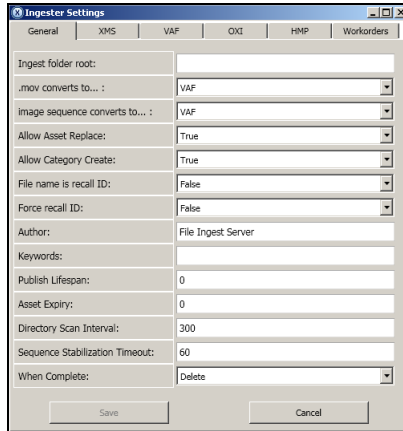 Ingester Settings
General XMS VAF OXI HMP Workorders
Ingest folder root:
.mov converts to... : VAF
image sequence converts to... : VAF
Allow Asset Replace: True
Allow Category Create: True
File name is recall ID: False
Force recall ID: False
Author: File Ingest Server
Keywords:
Publish Lifespan: 0
Asset Expiry: 0
Directory Scan Interval: 300
Sequence Stabilization Timeout: 60
When Complete: Delete
Save Cancel